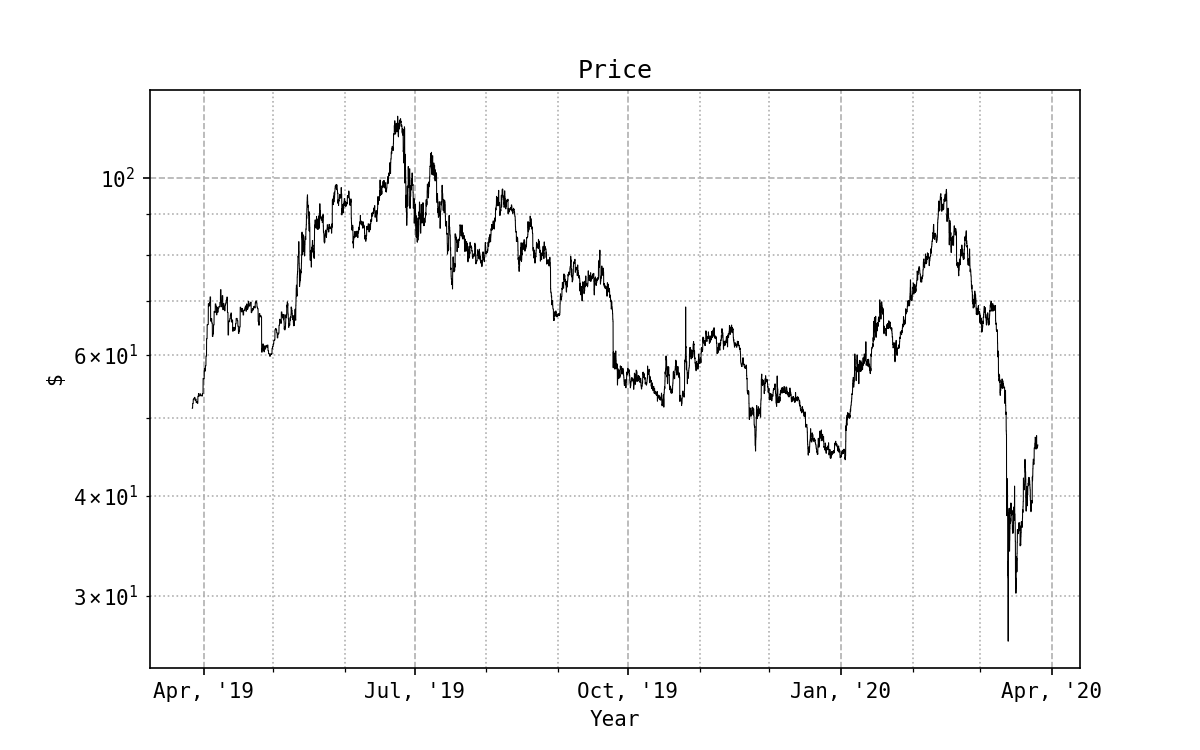 Price
10²
6×10¹
4×10¹
3×10¹
$
Apr, '19
Jul, '19
Oct, '19
Jan, '20
Apr, '20
Year